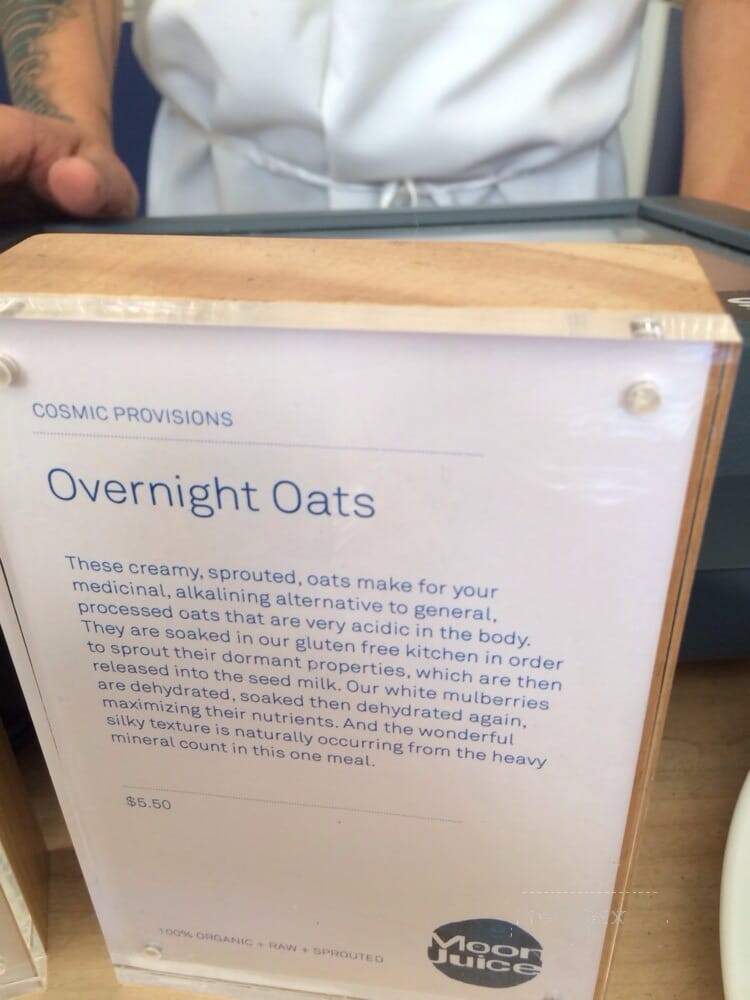 COSMIC PROVISIONS
Overnight Oats
These creamy, sprouted, oats make for your
medicinal, alkalining alternative to general,
processed oats that are very acidic in the body.
They are soaked in our gluten free kitchen in order
to sprout their dormant properties, which are then
released into the seed milk. Our white mulberries
are dehydrated, soaked then dehydrated again,
maximizing their nutrients. And the wonderful
silky texture is naturally occurring from the heavy
mineral count in this one meal.
$5.50
100% ORGANIC + RAW + SPROUTED
Moon
Juice